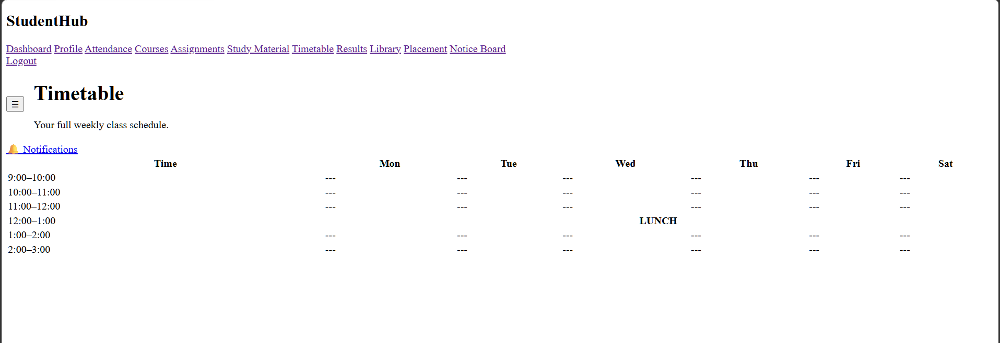 StudentHub
Dashboard Profile Attendance Courses Assignments Study Material Timetable Results Library Placement Notice Board
Logout
☰
Timetable
Your full weekly class schedule.
🔔 Notifications
Time Mon Tue Wed Thu Fri Sat
9:00–10:00 --- --- --- --- --- ---
10:00–11:00 --- --- --- --- --- ---
11:00–12:00 --- --- --- --- --- ---
12:00–1:00 LUNCH
1:00–2:00 --- --- --- --- --- ---
2:00–3:00 --- --- --- --- --- ---